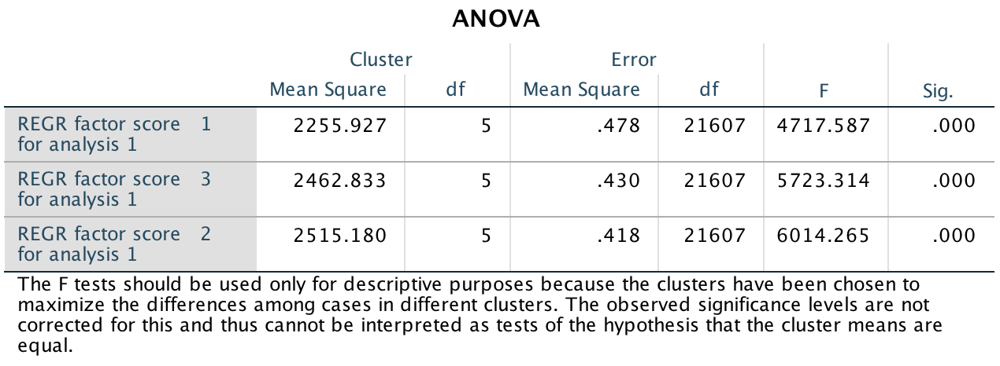 ANOVA
Cluster Error
Mean Square df Mean Square df F Sig.
REGR factor score 1 for analysis 1 2255.927 5 .478 21607 4717.587 .000
REGR factor score 3 for analysis 1 2462.833 5 .430 21607 5723.314 .000
REGR factor score 2 for analysis 1 2515.180 5 .418 21607 6014.265 .000
The F tests should be used only for descriptive purposes because the clusters have been chosen to
maximize the differences among cases in different clusters. The observed significance levels are not
corrected for this and thus cannot be interpreted as tests of the hypothesis that the cluster means are
equal.